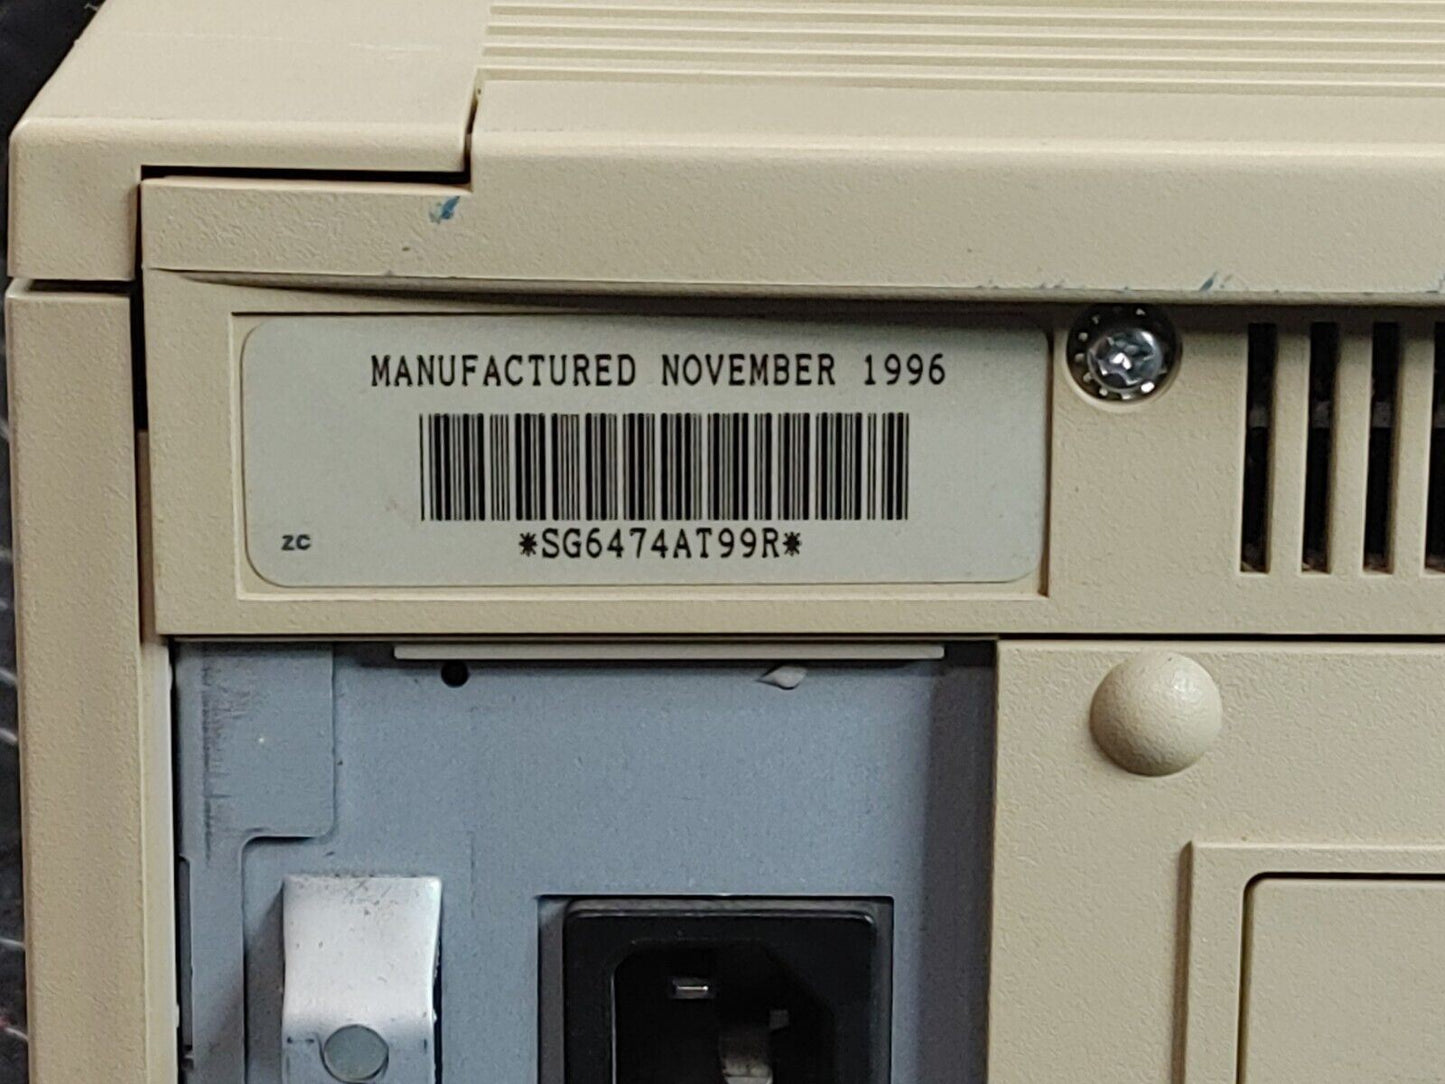 MANUFACTURED NOVEMBER 1996
*SG6474AT99R*
ZC